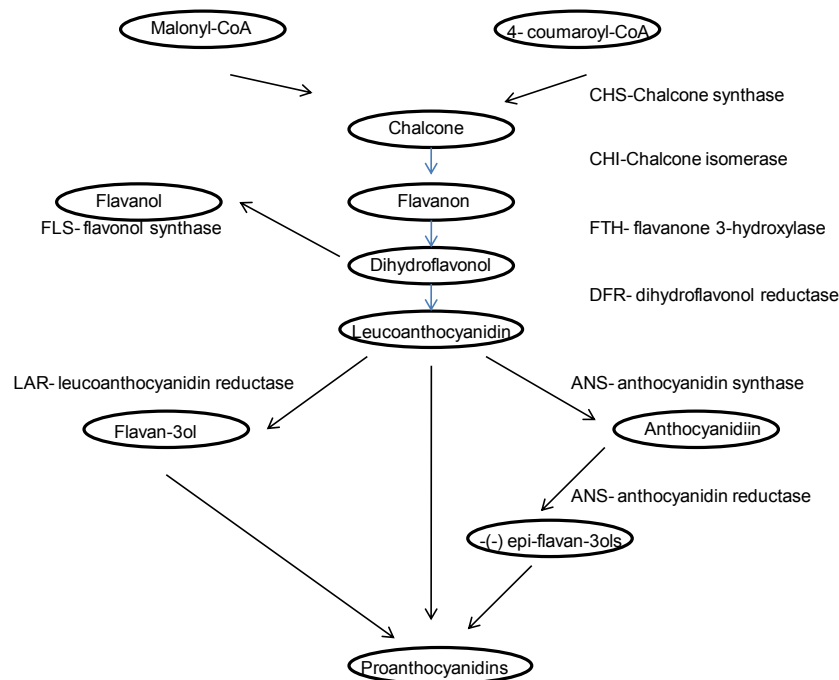 Malonyl-CoA
4- coumaroyl-CoA
CHS-Chalcone synthase
Chalcone
CHI-Chalcone isomerase
Flavanol
Flavanon
FLS- flavonol synthase
FTH- flavanone 3-hydroxylase
Dihydroflavonol
DFR- dihydroflavonol reductase
Leucoanthocyanidin
LAR- leucoanthocyanidin reductase
ANS- anthocyanidin synthase
Flavan-3ol
Anthocyanidiin
ANS- anthocyanidin reductase
-(-) epi-flavan-3ols
Proanthocyanidins